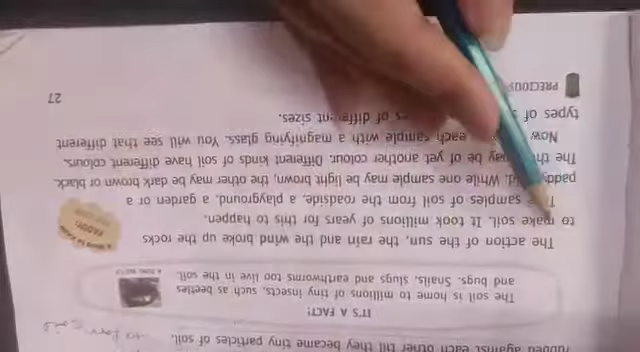 rubbed against each other till they became tiny particles of soil.
IT'S A FACT!
The soil is home to millions of tiny insects, such as beetles
and bugs. Snails, slugs and earthworms too live in the soil.
The action of the sun, the rain and the wind broke up the rocks
to make soil. It took millions of years for this to happen.
samples of soil from the roadside, a playground, a garden or a
While one sample may be light brown, the other may be dark brown or black.
The may be of yet another colour. Different kinds of soil have different colours.
Now each sample with a magnifying glass. You will see that different
types of of different sizes.
PRECIOUS
27